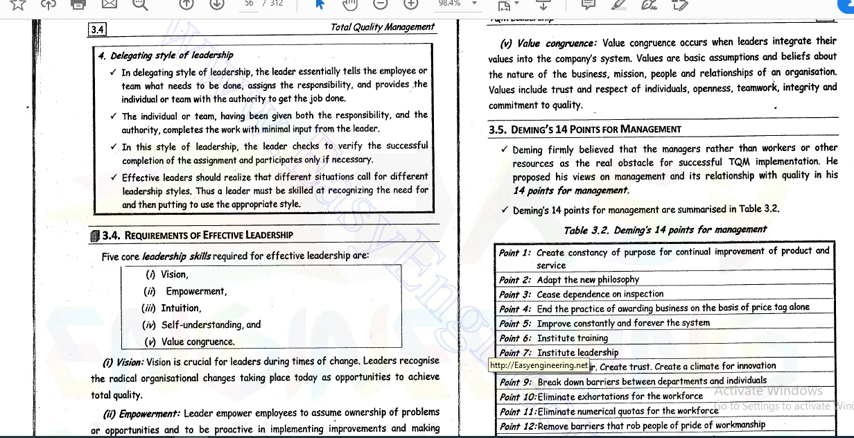 56 / 312
98.4%
3.4
Total Quality Management
4. Delegating style of leadership
✓ In delegating style of leadership, the leader essentially tells the employee or
team what needs to be done, assigns the responsibility, and provides the
individual or team with the authority to get the job done.
✓ The individual or team, having been given both the responsibility, and the
authority, completes the work with minimal input from the leader.
✓ In this style of leadership, the leader checks to verify the successful
completion of the assignment and participates only if necessary.
✓ Effective leaders should realize that different situations call for different
leadership styles. Thus a leader must be skilled at recognizing the need for
and then putting to use the appropriate style.
3.4. REQUIREMENTS OF EFFECTIVE LEADERSHIP
Five core leadership skills required for effective leadership are:
(i) Vision,
(ii) Empowerment,
(iii) Intuition,
(iv) Self-understanding, and
(v) Value congruence.
(i) Vision: Vision is crucial for leaders during times of change. Leaders recognise
the radical organisational changes taking place today as opportunities to achieve
total quality.
(ii) Empowerment: Leader empower employees to assume ownership of problems
or opportunities and to be proactive in implementing improvements and making
(v) Value congruence: Value congruence occurs when leaders integrate their
values into the company's system. Values are basic assumptions and beliefs about
the nature of the business, mission, people and relationships of an organisation.
Values include trust and respect of individuals, openness, teamwork, integrity and
commitment to quality.
3.5. DEMING'S 14 POINTS FOR MANAGEMENT
✓ Deming firmly believed that the managers rather than workers or other
resources as the real obstacle for successful TQM implementation. He
proposed his views on management and its relationship with quality in his
14 points for management.
✓ Deming's 14 points for management are summarised in Table 3.2.
Table 3.2. Deming's 14 points for management
Point 1: Create constancy of purpose for continual improvement of product and
service
Point 2: Adapt the new philosophy
Point 3: Cease dependence on inspection
Point 4: End the practice of awarding business on the basis of price tag alone
Point 5: Improve constantly and forever the system
Point 6: Institute training
Point 7: Institute leadership
http://Easyengineering.net r. Create trust. Create a climate for innovation
Point 9: Break down barriers between departments and individuals
Point 10: Eliminate exhortations for the workforce
Point 11: Eliminate numerical quotas for the workforce
Point 12: Remove barriers that rob people of pride of workmanship
Activate Windows
Go to Settings to activate Win